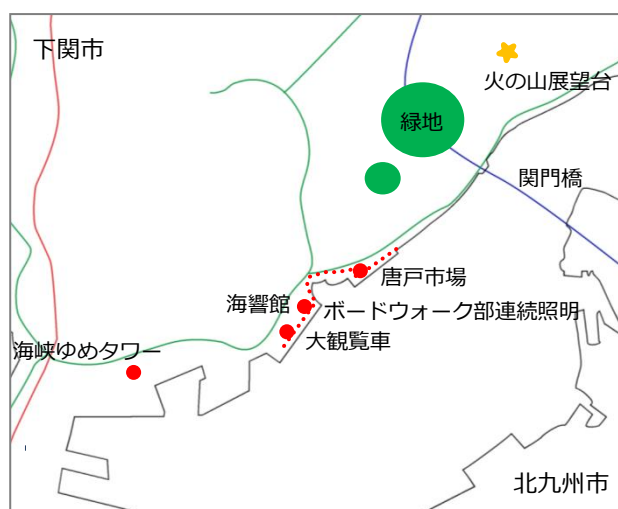 下関市
火の山展望台
緑地
関門橋
唐戸市場
海響館
ボードウォーク部連続照明
大観覧車
海峡ゆめタワー
北九州市